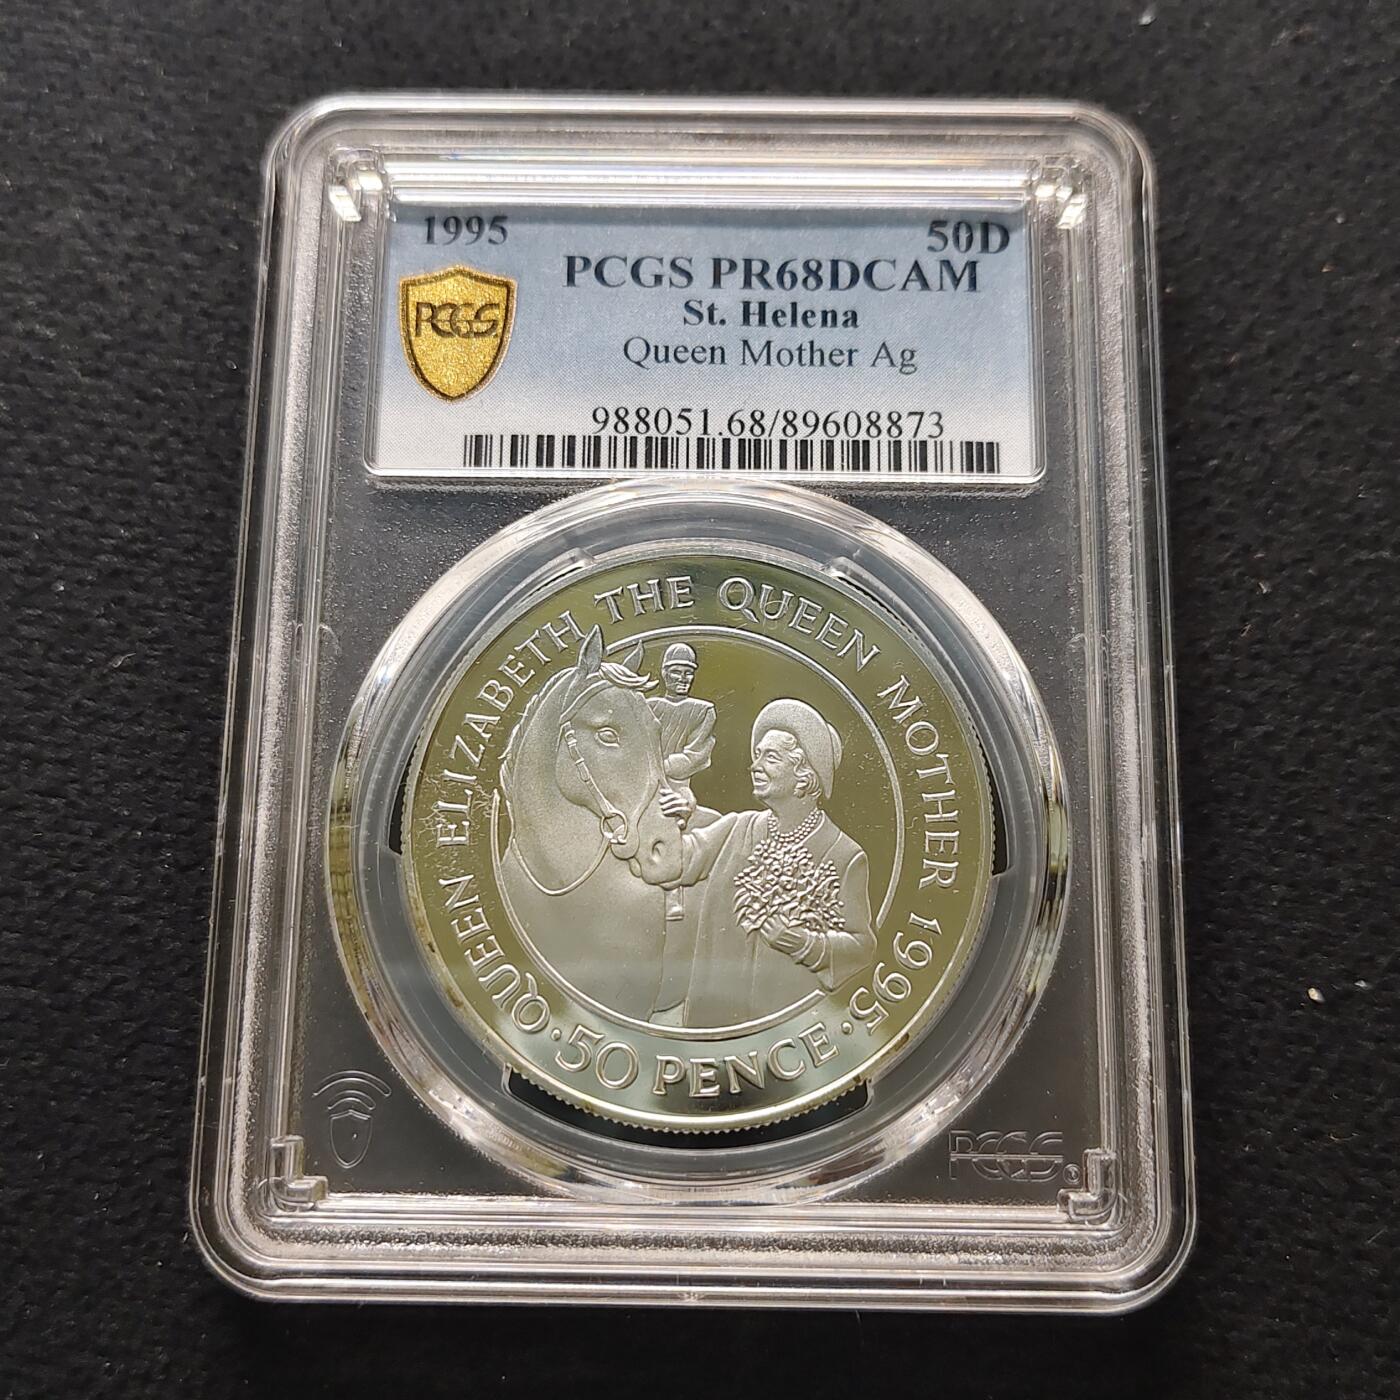 1995 50D
PCGS PR68DCAM
PCGS
St. Helena
Queen Mother Ag
988051.68/89608873
QUEEN ELIZABETH THE QUEEN MOTHER 1995
·50 PENCE·
PCGS